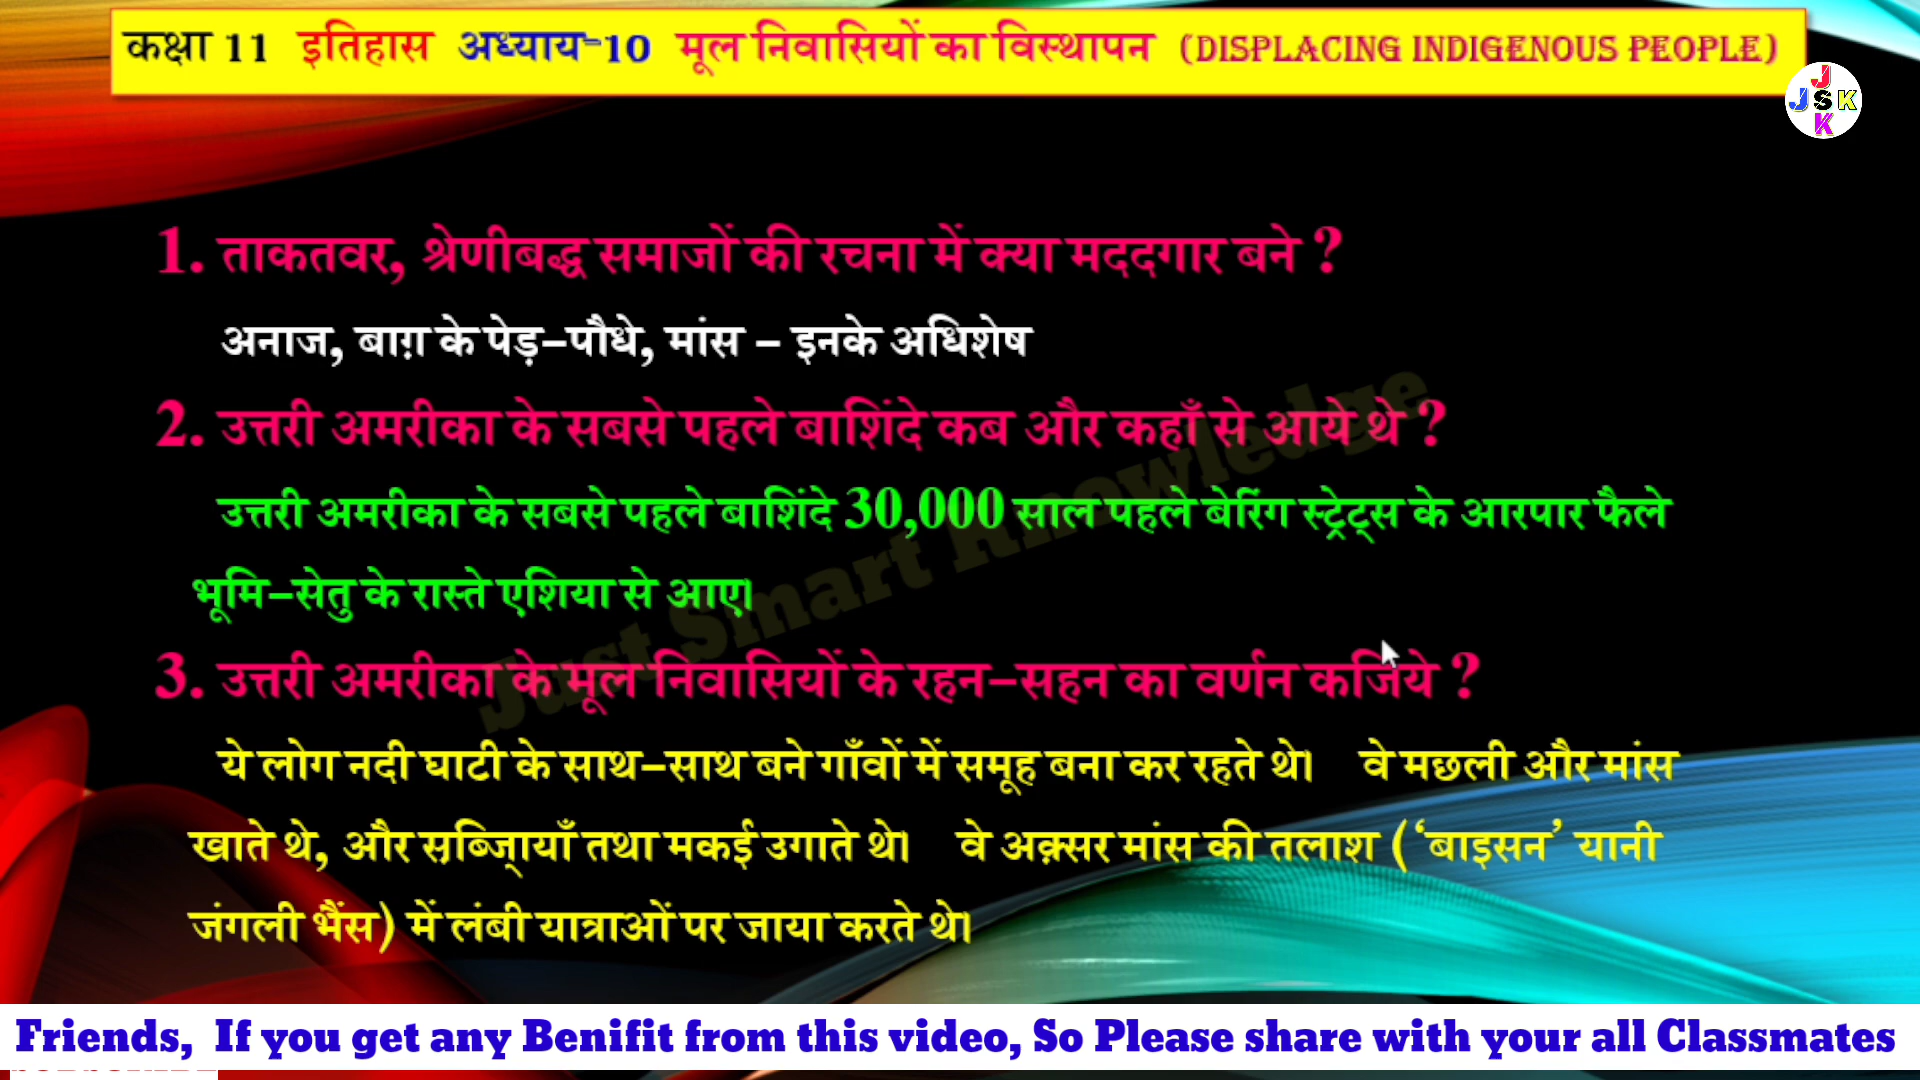 कक्षा 11 इतिहास अध्याय-10 मूल निवासियों का विस्थापन (DISPLACING INDIGENOUS PEOPLE)
J
J S K
K
1. ताकतवर, श्रेणीबद्ध समाजों की रचना में क्या मददगार बने ?
अनाज, बाग़ के पेड़-पौधे, मांस - इनके अधिशेष
2. उत्तरी अमरीका के सबसे पहले बाशिंदे कब और कहाँ से आये थे ?
उत्तरी अमरीका के सबसे पहले बाशिंदे 30,000 साल पहले बेरिंग स्ट्रेट्स के आरपार फैले
भूमि-सेतु के रास्ते एशिया से आए।
Just Smart Knowledge
3. उत्तरी अमरीका के मूल निवासियों के रहन-सहन का वर्णन कजिये ?
ये लोग नदी घाटी के साथ-साथ बने गाँवों में समूह बना कर रहते थे। वे मछली और मांस
खाते थे, और सब्ज़ियाँ तथा मकई उगाते थे। वे अक़्सर मांस की तलाश ( 'बाइसन' यानी
जंगली भैंस) में लंबी यात्राओं पर जाया करते थे।
Friends, If you get any Benifit from this video, So Please share with your all Classmates